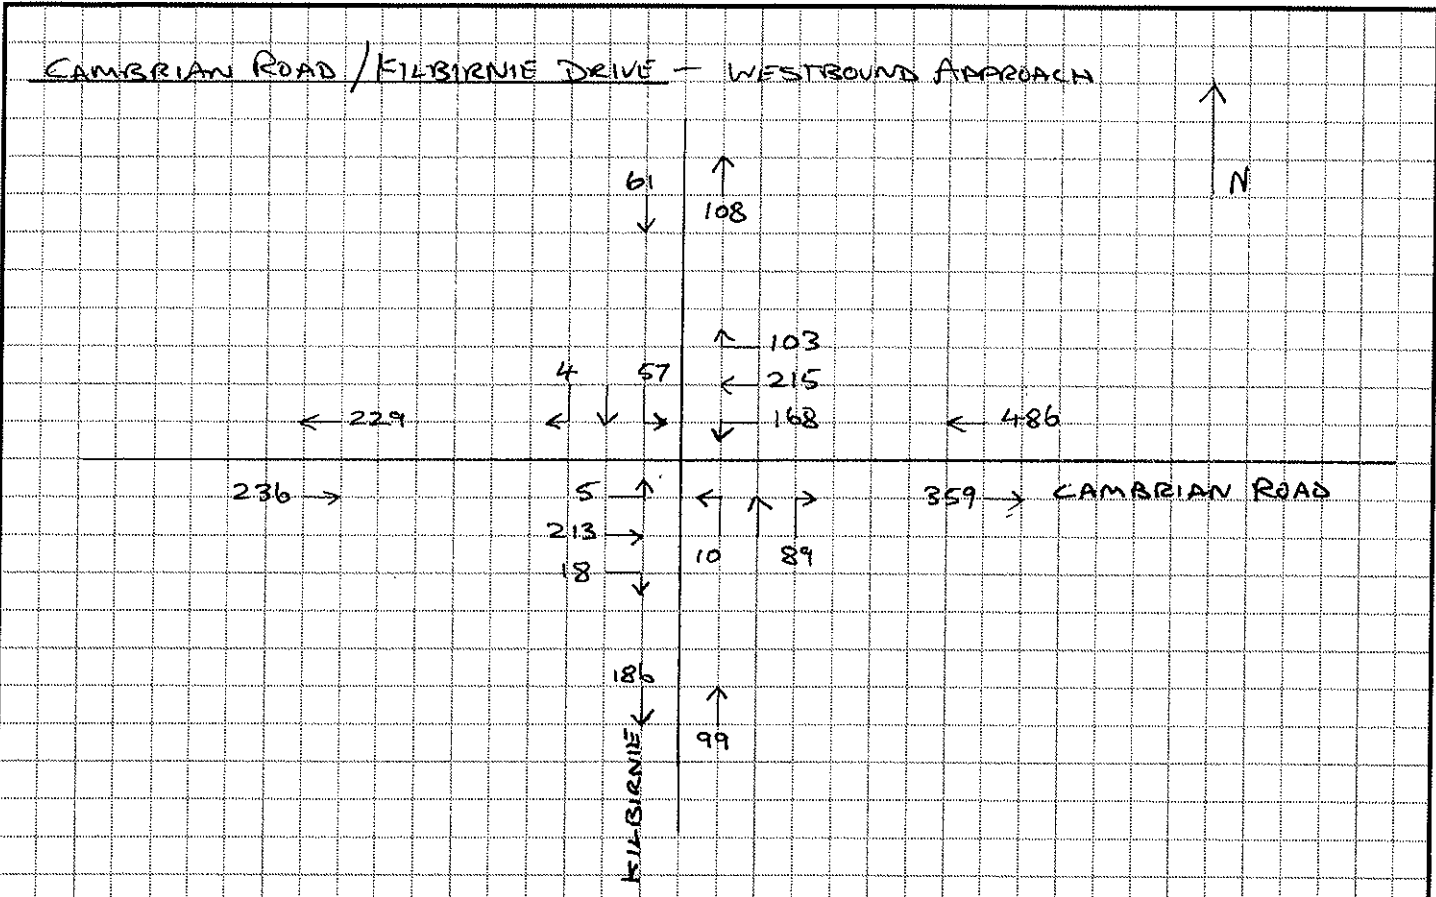 CAMBRIAN ROAD / KILBIRNIE DRIVE - WESTBOUND APPROACH
N
61
108
103
4 57 215
229 168 486
236 5 359 CAMBRIAN ROAD
213
18 10 89
186
99
KILBIRNIE